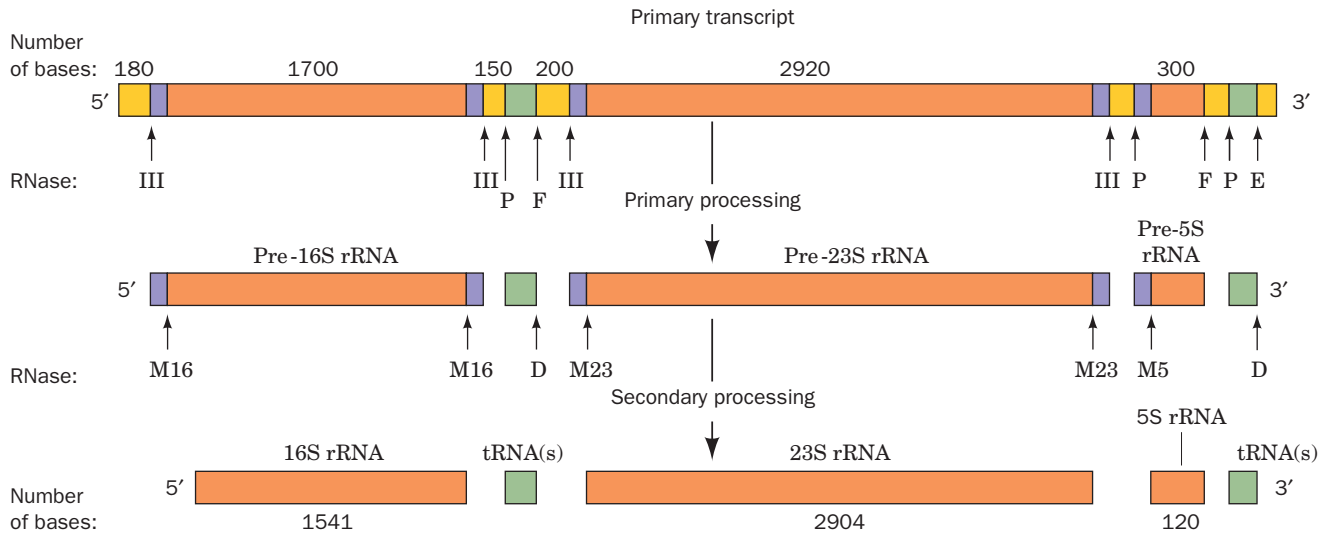 Primary transcript
Number
of bases: 180 1700 150 200 2920 300
5′ 3′
RNase: III III P F III III P F P E
Primary processing
Pre-16S rRNA Pre-23S rRNA Pre-5S
rRNA
5′ 3′
RNase: M16 M16 D M23 M23 M5 D
Secondary processing
5S rRNA
16S rRNA tRNA(s) 23S rRNA tRNA(s)
5′ 3′
Number
of bases: 1541 2904 120